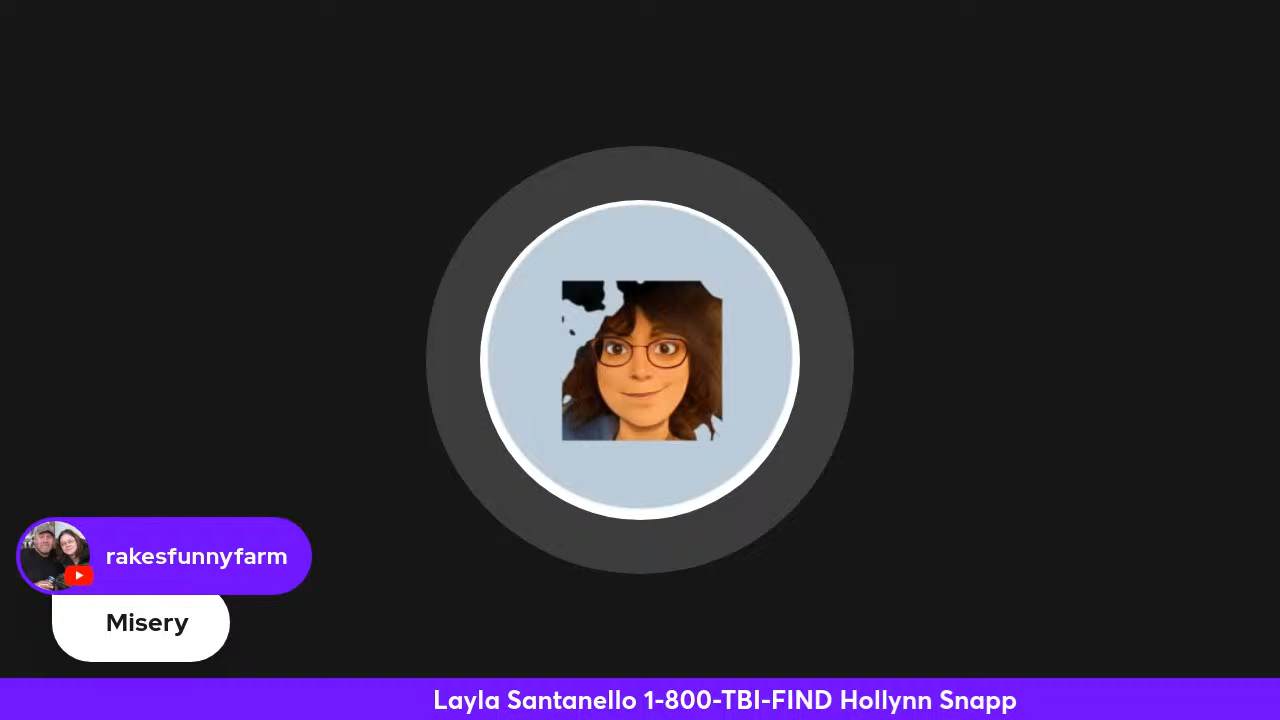 rakesfunnyfarm
Misery
Layla Santanello 1-800-TBI-FIND Hollynn Snapp